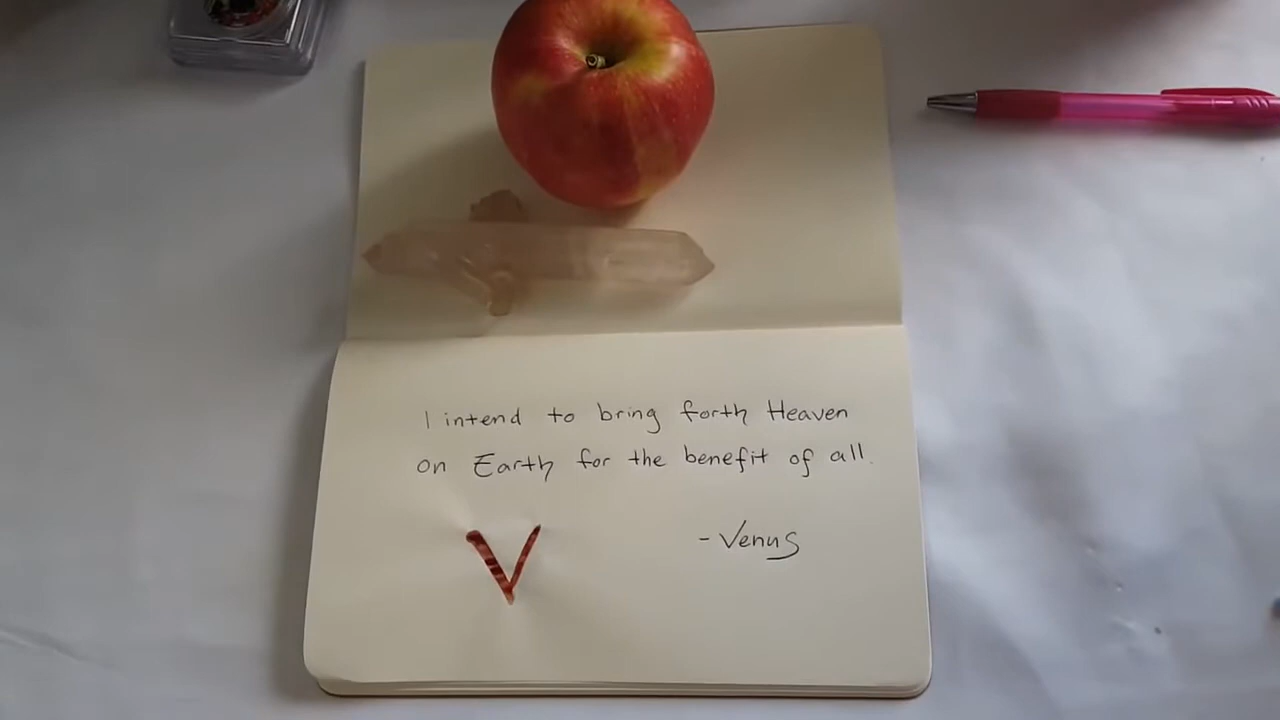 I intend to bring forth Heaven
on Earth for the benefit of all.
V
- Venus